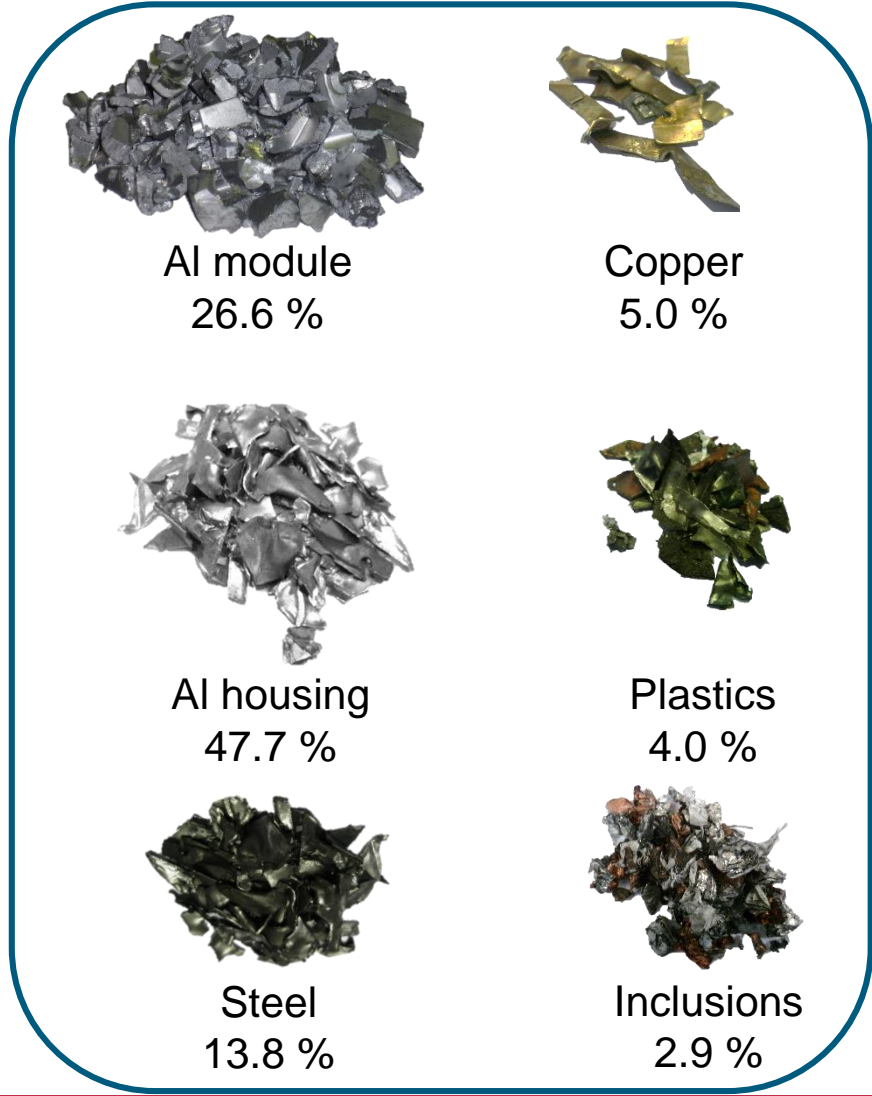 Al module
26.6 %
Copper
5.0 %
Al housing
47.7 %
Plastics
4.0 %
Steel
13.8 %
Inclusions
2.9 %